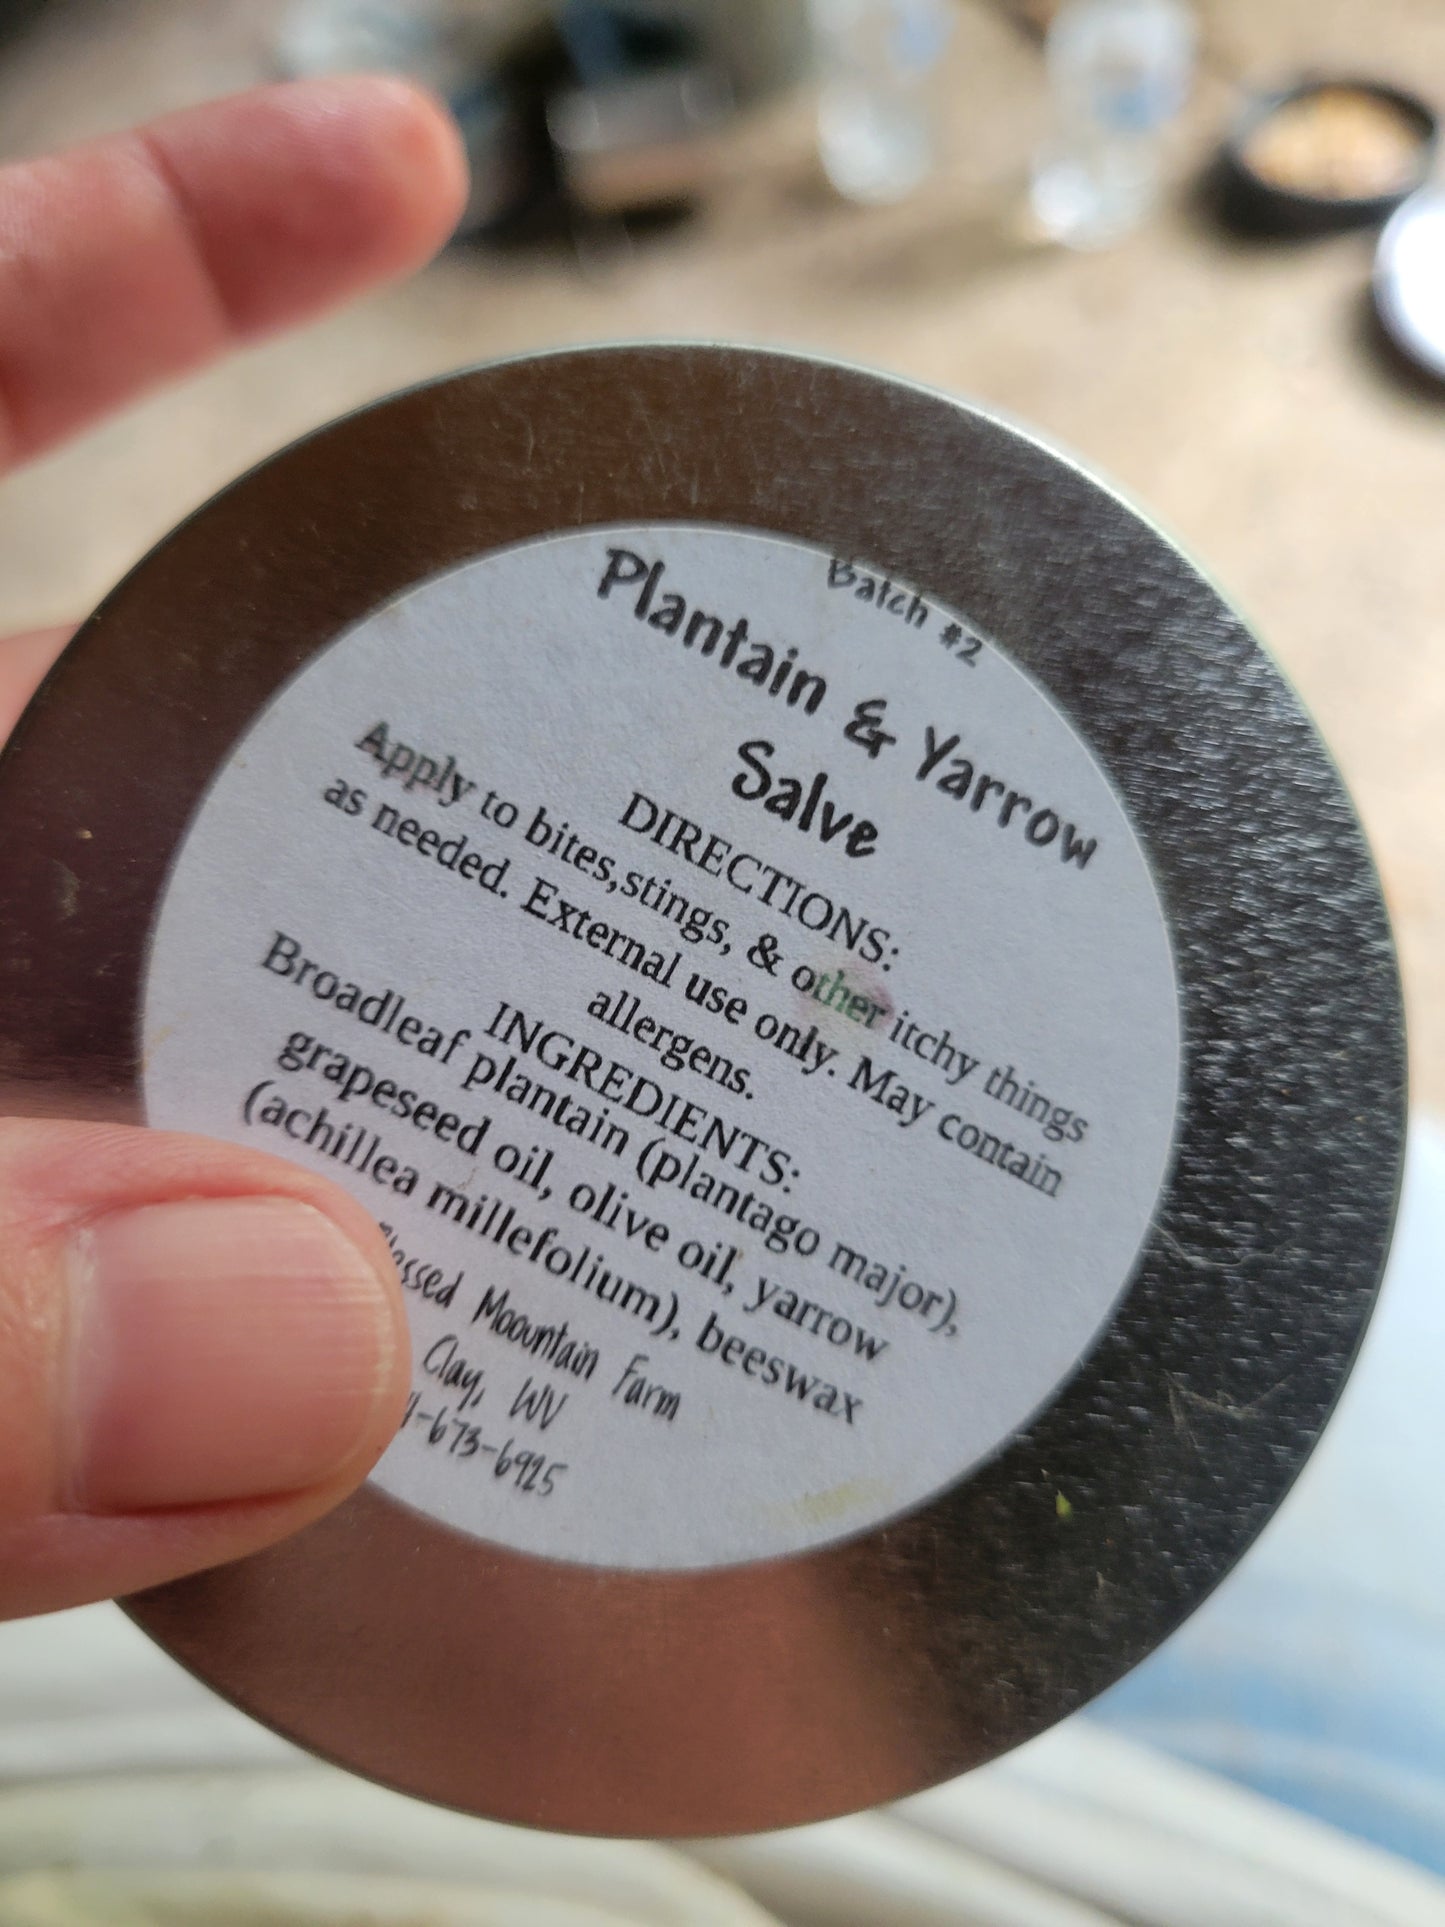 Batch #2
Plantain & Yarrow
Salve
DIRECTIONS:
Apply to bites,stings, & other itchy things
as needed. External use only. May contain
allergens.
INGREDIENTS:
Broadleaf plantain (plantago major),
grapeseed oil, olive oil, yarrow
(achillea millefolium), beeswax
Moountain Farm
Clay, WV
-673-6925